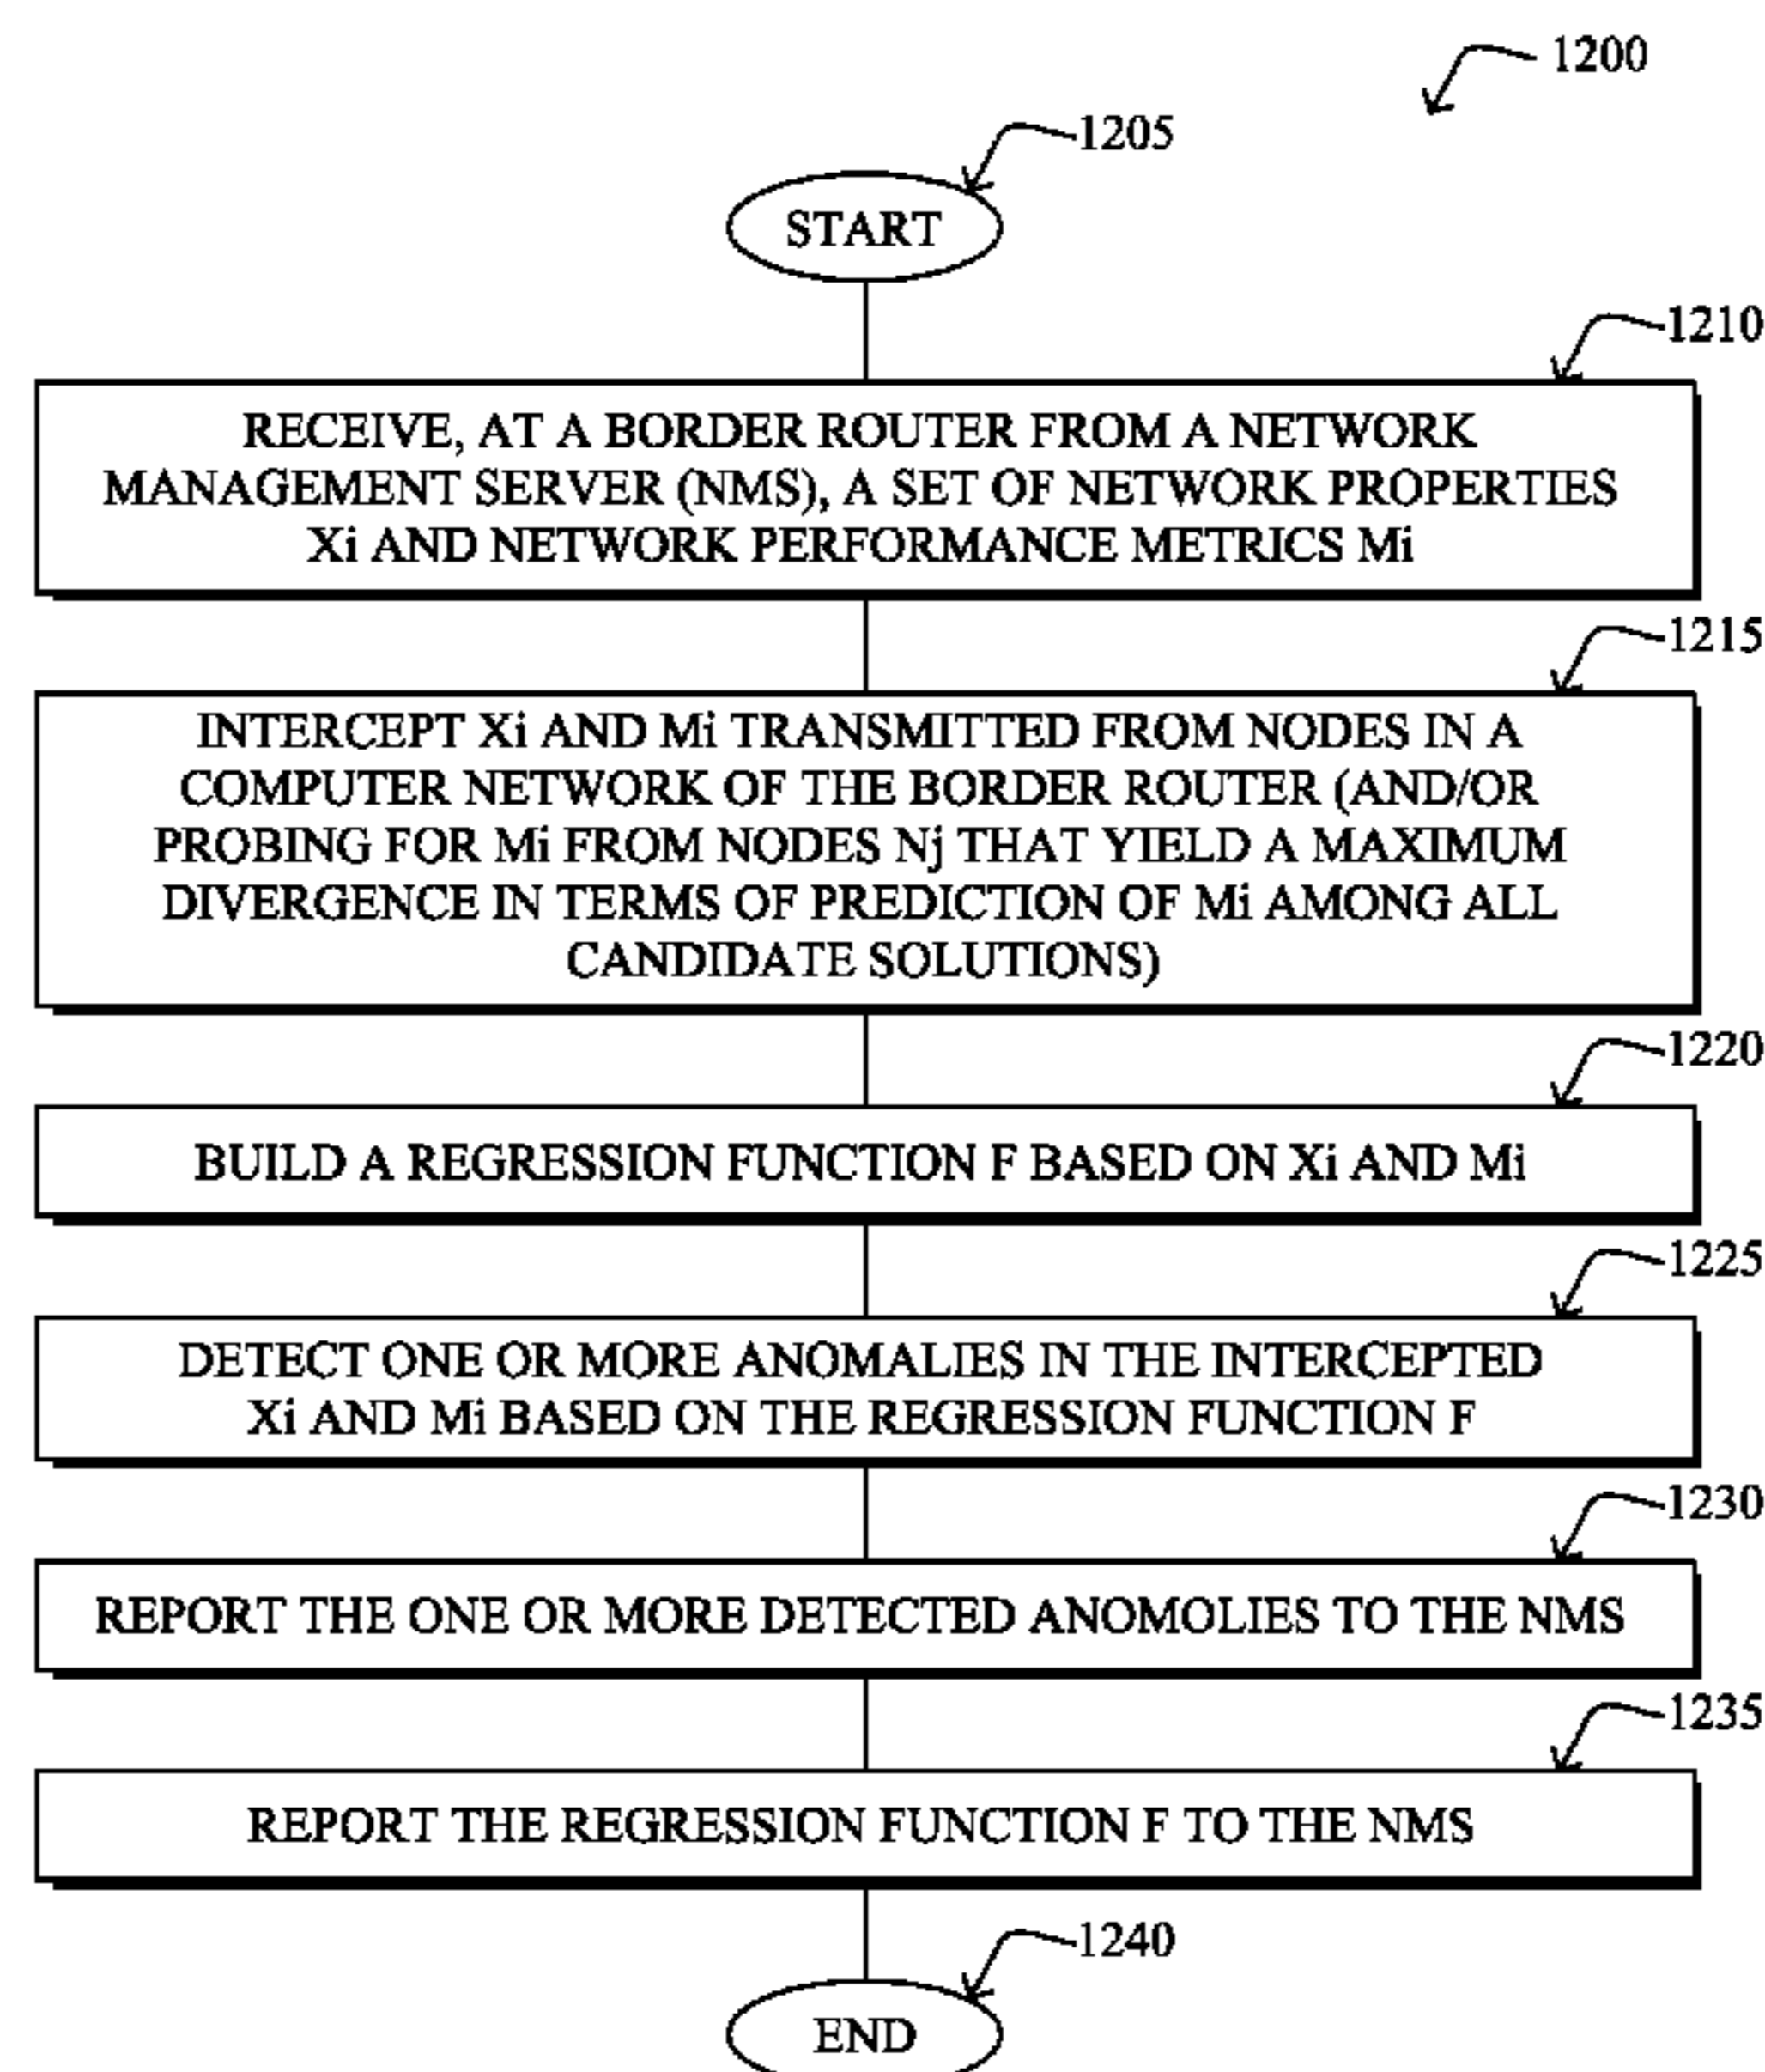 1200
1205
START
1210
RECEIVE, AT A BORDER ROUTER FROM A NETWORK
MANAGEMENT SERVER (NMS), A SET OF NETWORK PROPERTIES
Xi AND NETWORK PERFORMANCE METRICS Mi
1215
INTERCEPT Xi AND Mi TRANSMITTED FROM NODES IN A
COMPUTER NETWORK OF THE BORDER ROUTER (AND/OR
PROBING FOR Mi FROM NODES Nj THAT YIELD A MAXIMUM
DIVERGENCE IN TERMS OF PREDICTION OF Mi AMONG ALL
CANDIDATE SOLUTIONS)
1220
BUILD A REGRESSION FUNCTION F BASED ON Xi AND Mi
1225
DETECT ONE OR MORE ANOMALIES IN THE INTERCEPTED
Xi AND Mi BASED ON THE REGRESSION FUNCTION F
1230
REPORT THE ONE OR MORE DETECTED ANOMOLIES TO THE NMS
1235
REPORT THE REGRESSION FUNCTION F TO THE NMS
1240
END